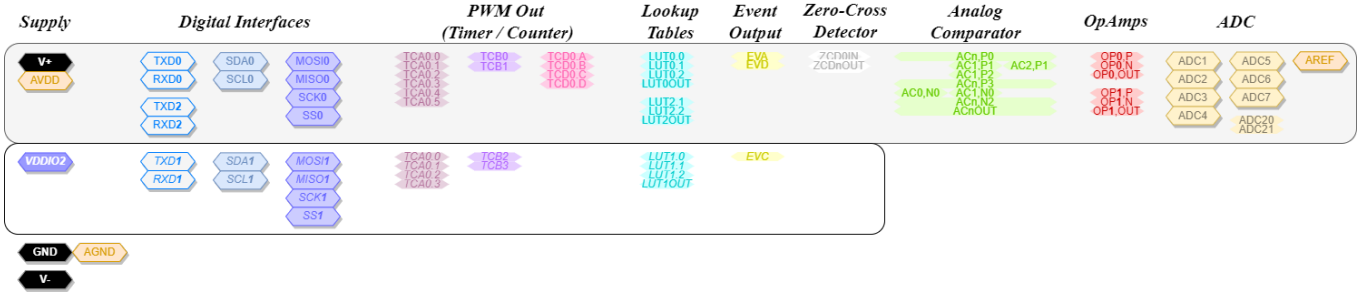 Supply
Digital Interfaces
PWM Out
(Timer / Counter)
Lookup
Tables
Event
Output
Zero-Cross
Detector
Analog
Comparator
OpAmps
ADC
V+
AVDD
TXD0
RXD0
TXD2
RXD2
SDA0
SCL0
MOSI0
MISO0
SCK0
SS0
TCA0.0
TCA0.1
TCA0.2
TCA0.3
TCA0.4
TCA0.5
TCB0
TCB1
TCD0.A
TCD0.B
TCD0.C
TCD0.D
LUT0.0
LUT0.1
LUT0.2
LUT0OUT
LUT2.1
LUT2.2
LUT2OUT
EVA
EVD
ZCD0IN
ZCDnOUT
ACn,P0
AC1,P1 AC2,P1
AC1,P2
ACn,P3
AC0,N0 AC1,N0
ACn,N2
ACnOUT
OP0,P
OP0,N
OP0,OUT
OP1,P
OP1,N
OP1,OUT
ADC1
ADC2
ADC3
ADC4
ADC5
ADC6
ADC7
ADC20
ADC21
AREF
VDDIO2
TXD1
RXD1
SDA1
SCL1
MOSI1
MISO1
SCK1
SS1
TCA0.0
TCA0.1
TCA0.2
TCA0.3
TCB2
TCB3
LUT1.0
LUT1.1
LUT1.2
LUT1OUT
EVC
GND
AGND
V-